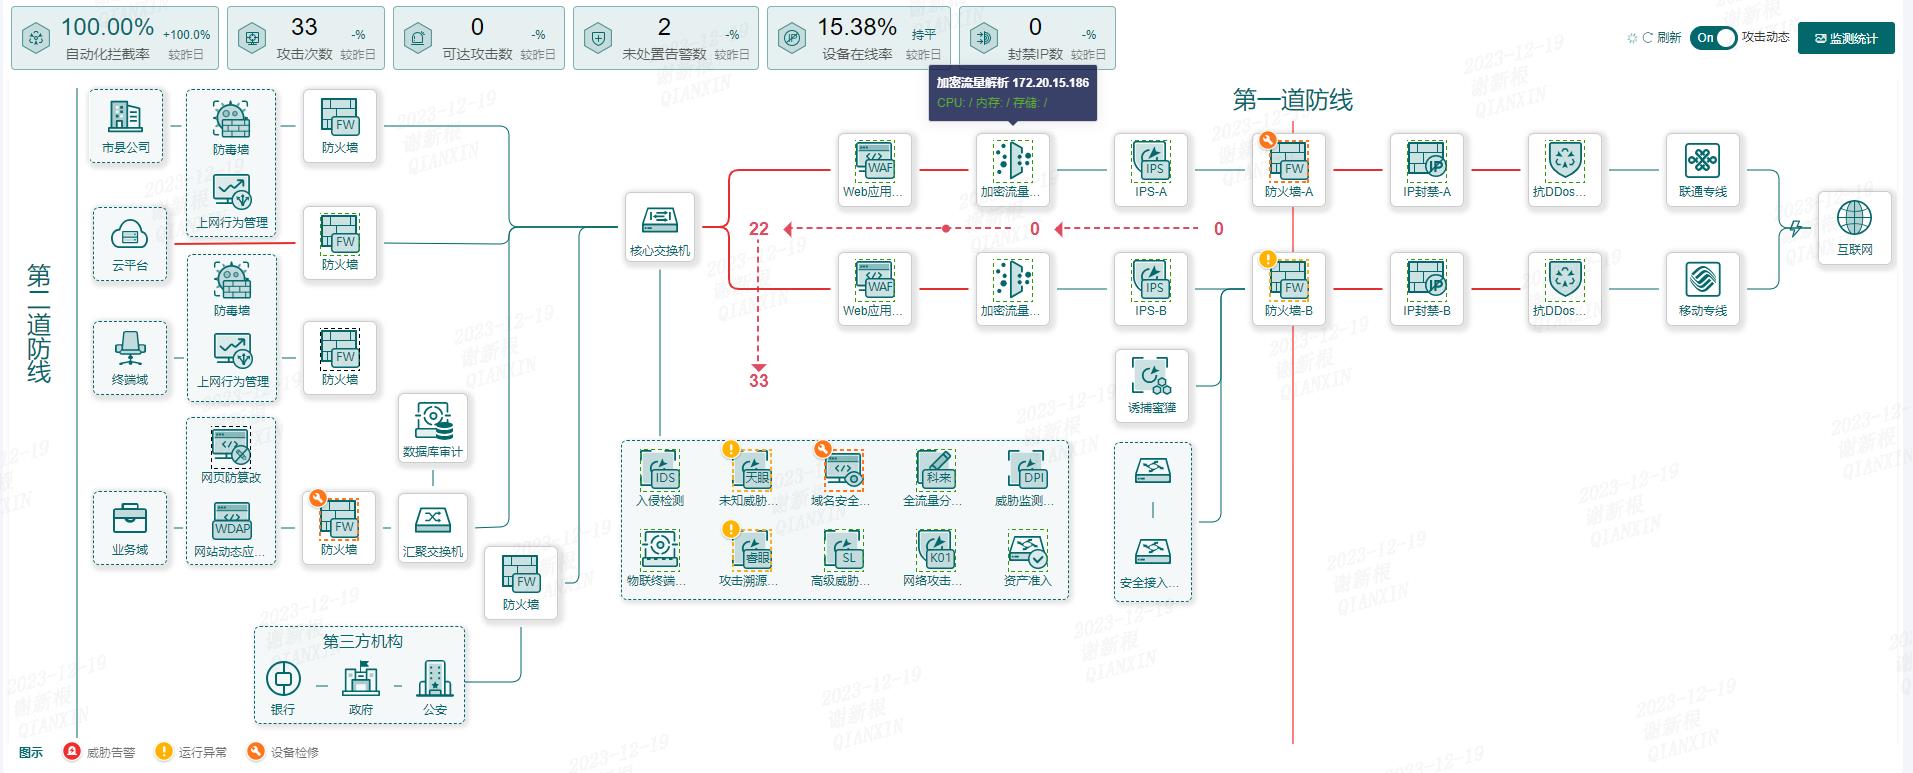 100.00% +100.0%
自动化拦截率 较昨日
33 -%
攻击次数 较昨日
0 -%
可达攻击数 较昨日
2 -%
未处置告警数 较昨日
15.38% 持平
设备在线率 较昨日
0 -%
封禁IP数 较昨日
刷新 On 攻击动态 监测统计
加密流量解析 172.20.15.186
CPU: / 内存: / 存储: /
第一道防线
第二道防线
市县公司
防毒墙
上网行为管理
FW
防火墙
云平台
FW
防火墙
终端域
防毒墙
上网行为管理
FW
防火墙
业务域
网页防篡改
WDAP
网站动态应...
FW
防火墙
数据库审计
汇聚交换机
FW
防火墙
第三方机构
银行
政府
公安
核心交换机
WAF
Web应用...
加密流量...
IPS
IPS-A
FW
防火墙-A
IP
IP封禁-A
抗DDos...
联通专线
22
0
0
33
WAF
Web应用...
加密流量...
IPS
IPS-B
FW
防火墙-B
IP
IP封禁-B
抗DDos...
移动专线
互联网
诱捕蜜獾
安全接入...
IDS
入侵检测
天眼
未知威胁...
域名安全...
科来
全流量分...
DPI
威胁监测...
物联终端...
睿眼
攻击溯源...
SL
高级威胁...
K01
网络攻击...
资产准入
图示 威胁告警 运行异常 设备检修
2023-12-19
谢新根
QIANXIN